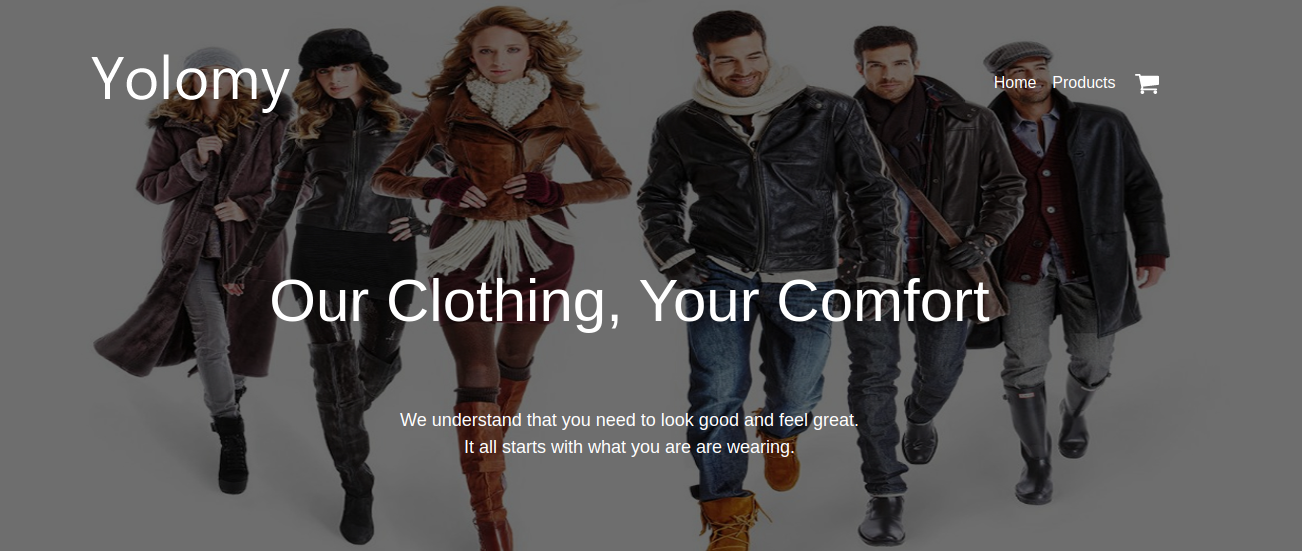 Yolomy
Home Products
Our Clothing, Your Comfort
We understand that you need to look good and feel great.
It all starts with what you are are wearing.